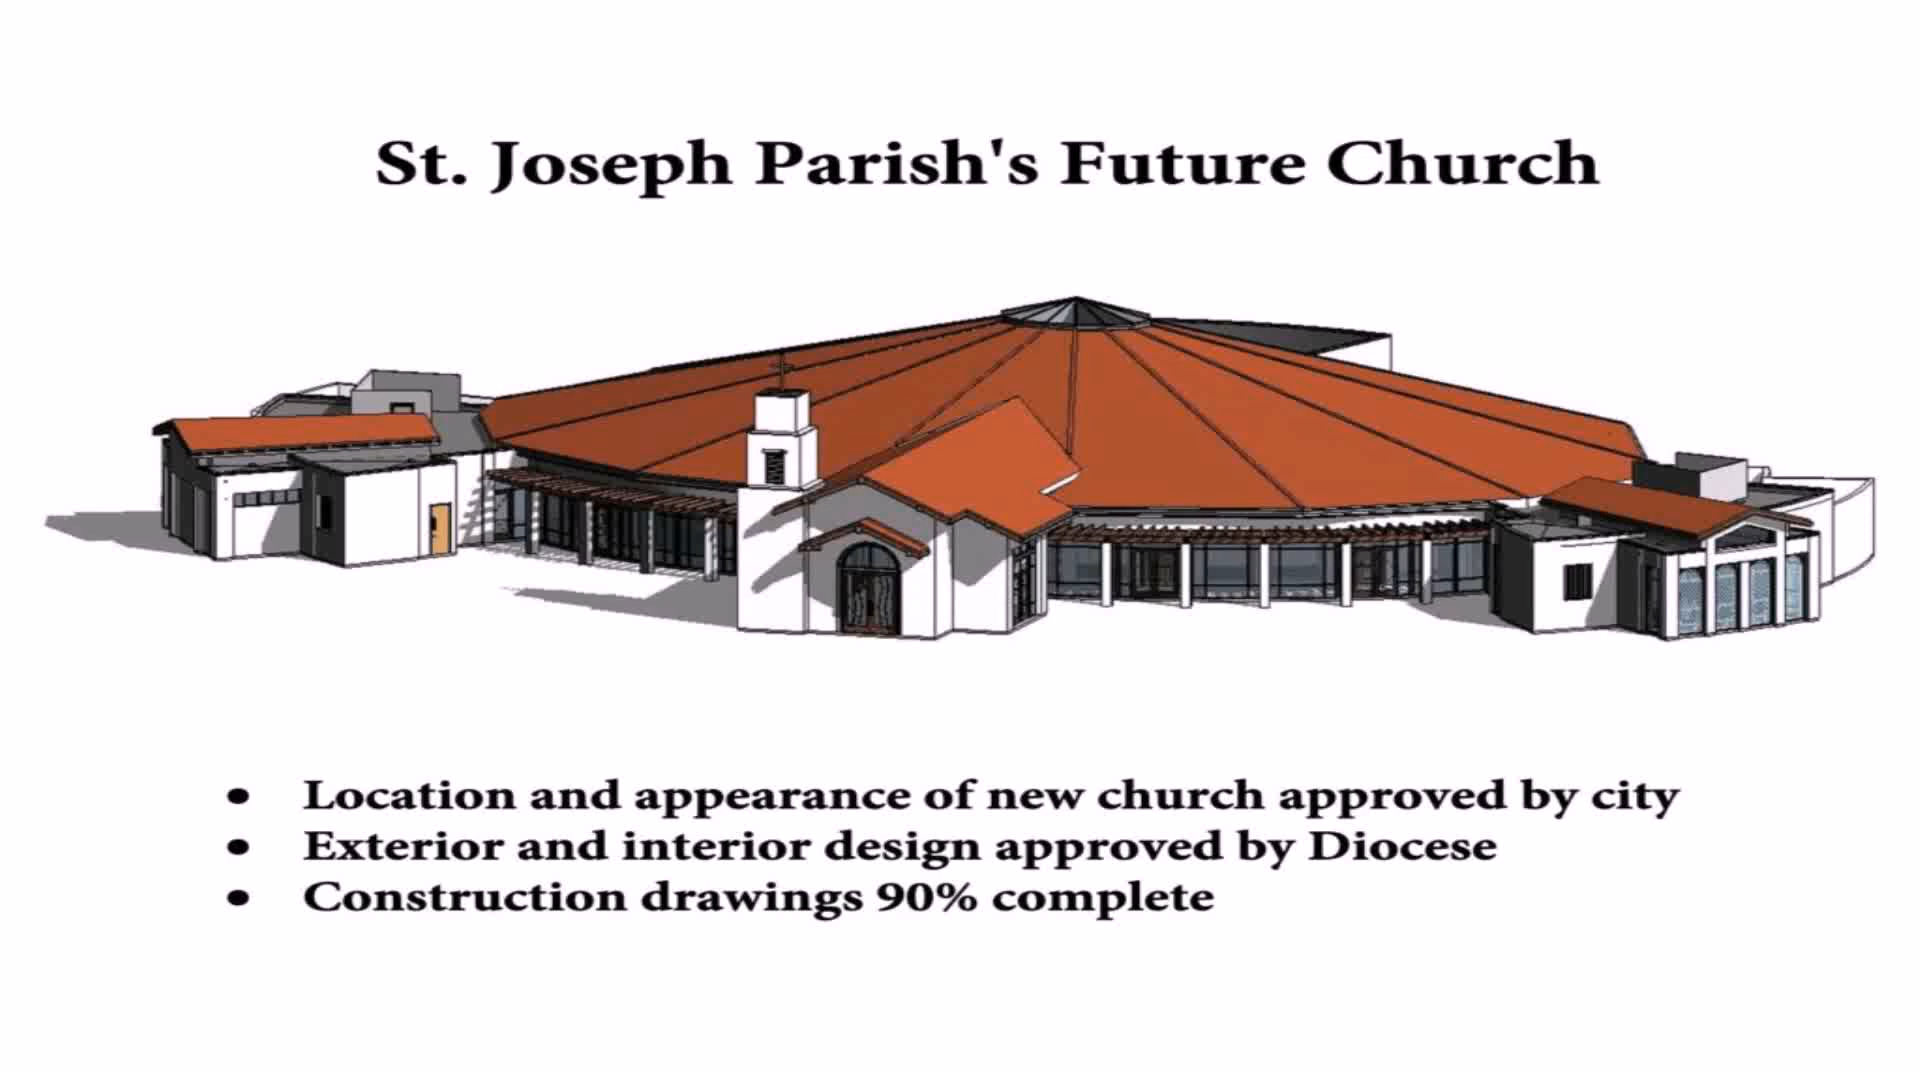 St. Joseph Parish's Future Church
• Location and appearance of new church approved by city
• Exterior and interior design approved by Diocese
• Construction drawings 90% complete